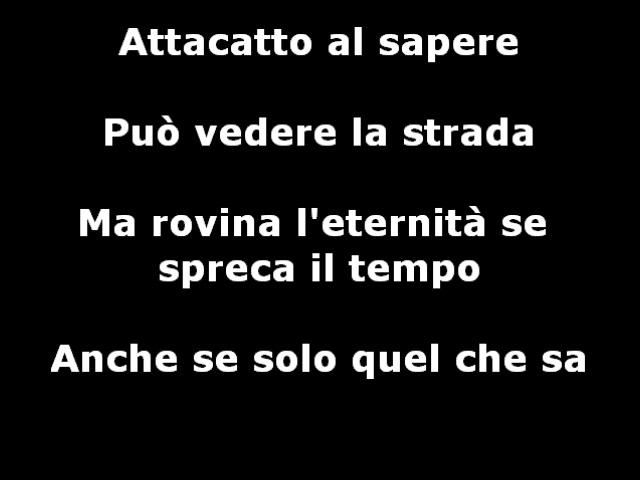 Attacatto al sapere
Può vedere la strada
Ma rovina l'eternità se
spreca il tempo
Anche se solo quel che sa